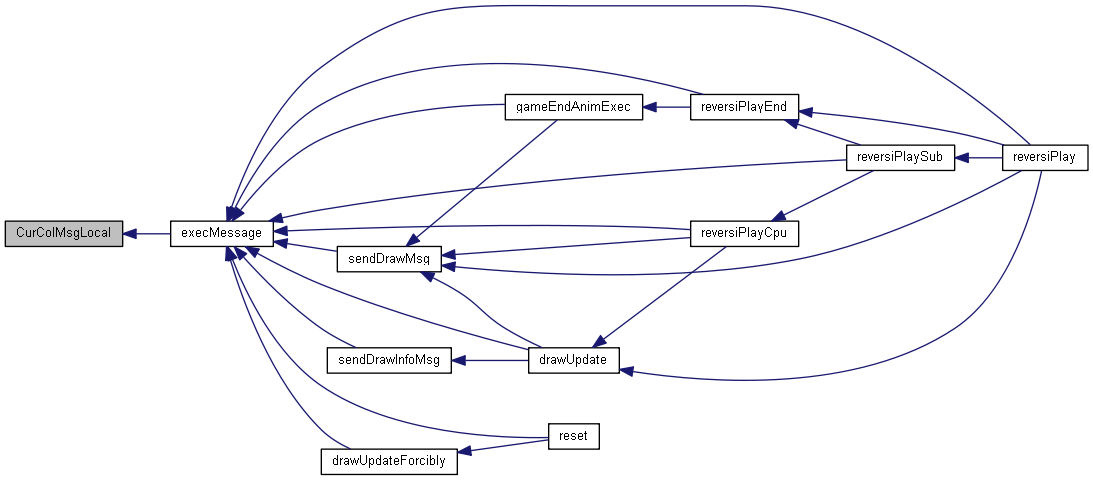 CurColMsgLocal
execMessage
gameEndAnimExec
reversiPlayEnd
reversiPlaySub
reversiPlay
reversiPlayCpu
sendDrawMsg
sendDrawInfoMsg
drawUpdate
reset
drawUpdateForcibly